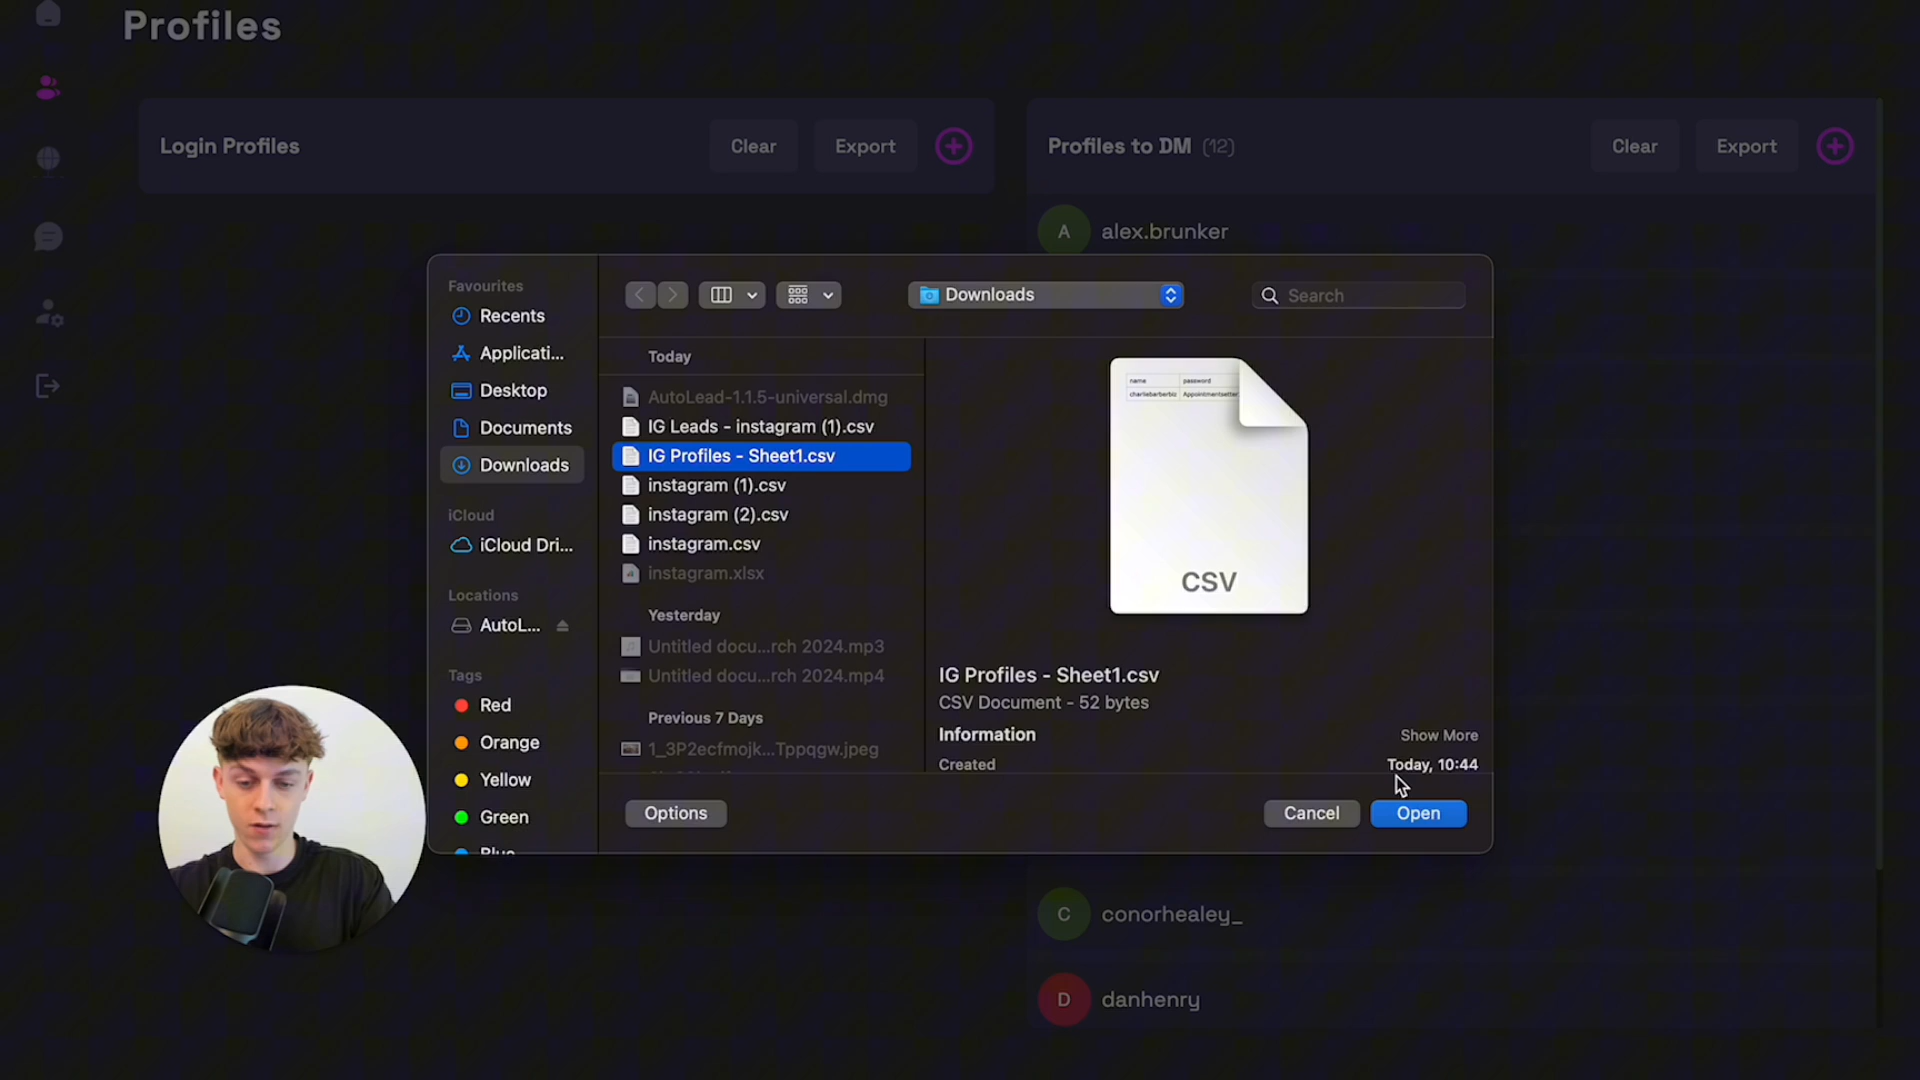 Profiles
Login Profiles
Clear
Export
Profiles to DM (12)
Clear
Export
A
alex.brunker
Favourites
Recents
Applicati...
Desktop
Documents
Downloads
iCloud
iCloud Dri...
Locations
AutoL...
Tags
Red
Orange
Yellow
Green
Blue
Downloads
Search
Today
AutoLead-1.1.5-universal.dmg
IG Leads - instagram (1).csv
IG Profiles - Sheet1.csv
instagram (1).csv
instagram (2).csv
instagram.csv
instagram.xlsx
Yesterday
Untitled docu...rch 2024.mp3
Untitled docu...rch 2024.mp4
Previous 7 Days
1_3P2ecfmojk...Tppqgw.jpeg
name password
charliebarberbiz Appointmentsetter
CSV
IG Profiles - Sheet1.csv
CSV Document - 52 bytes
Information
Show More
Created
Today, 10:44
Options
Cancel
Open
C
conorhealey_
D
danhenry